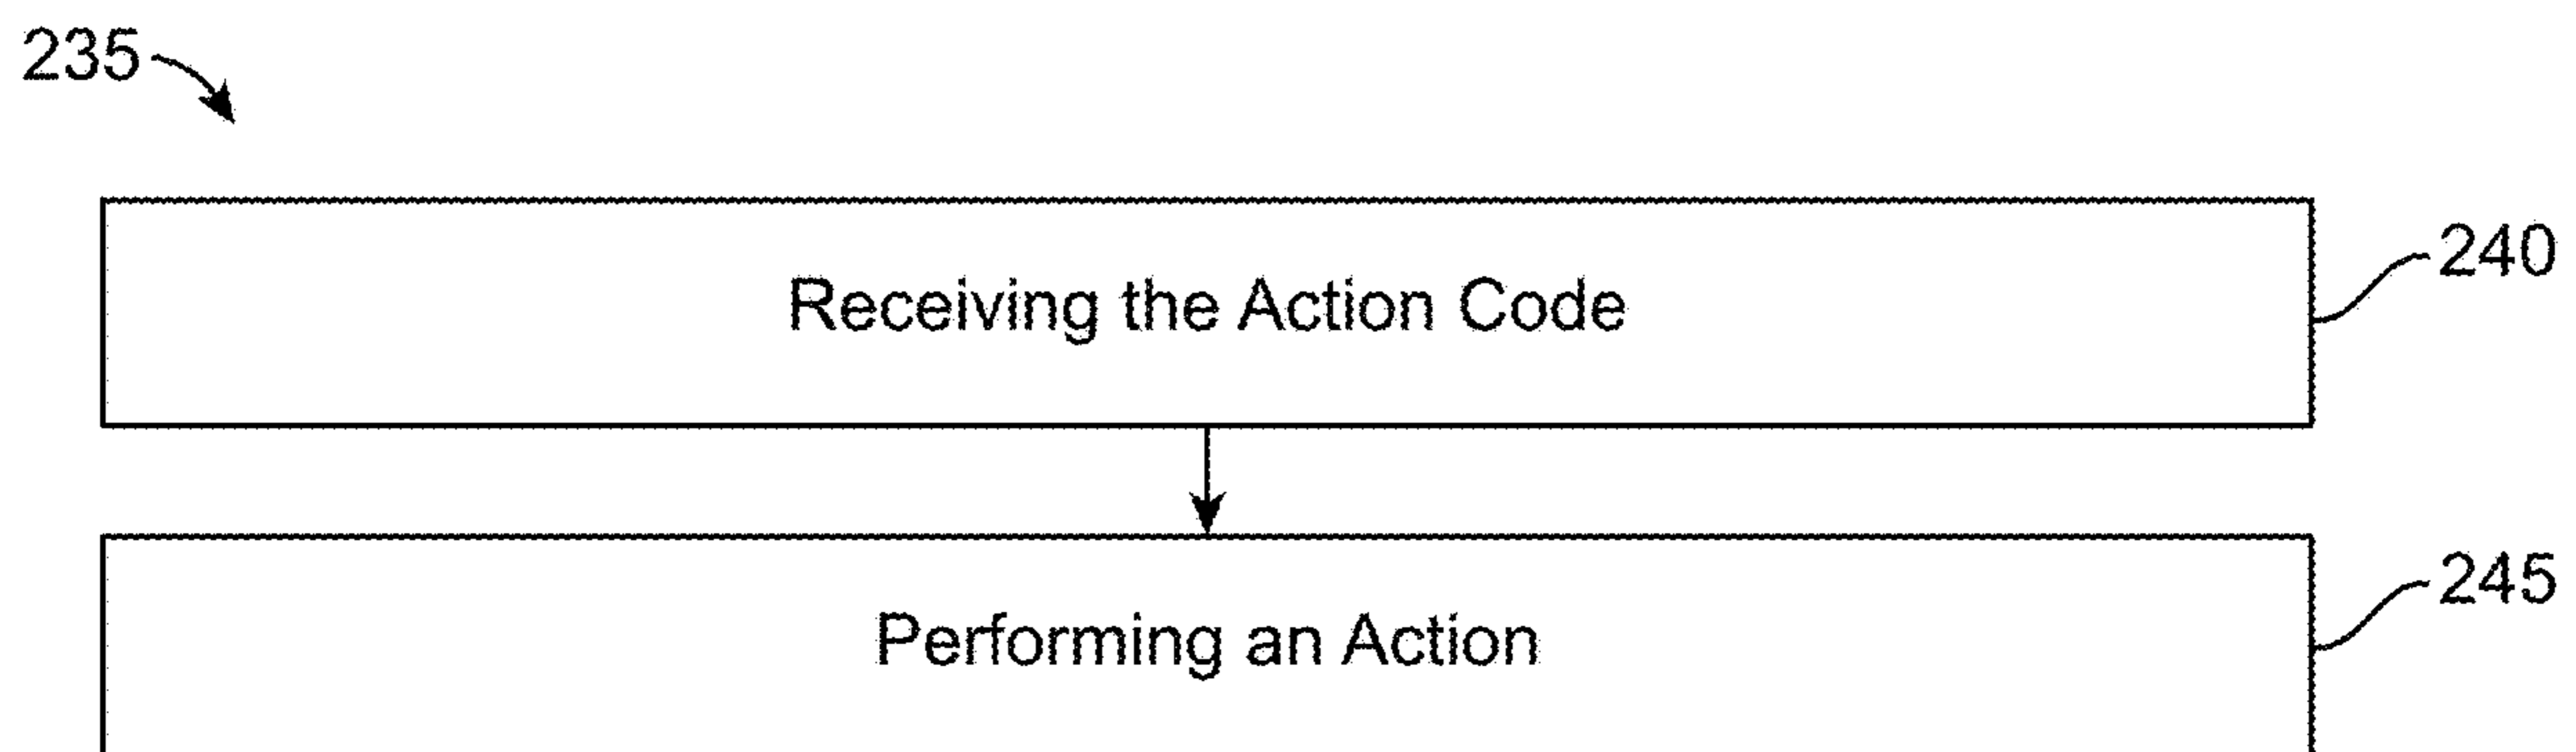 235
Receiving the Action Code
240
Performing an Action
245